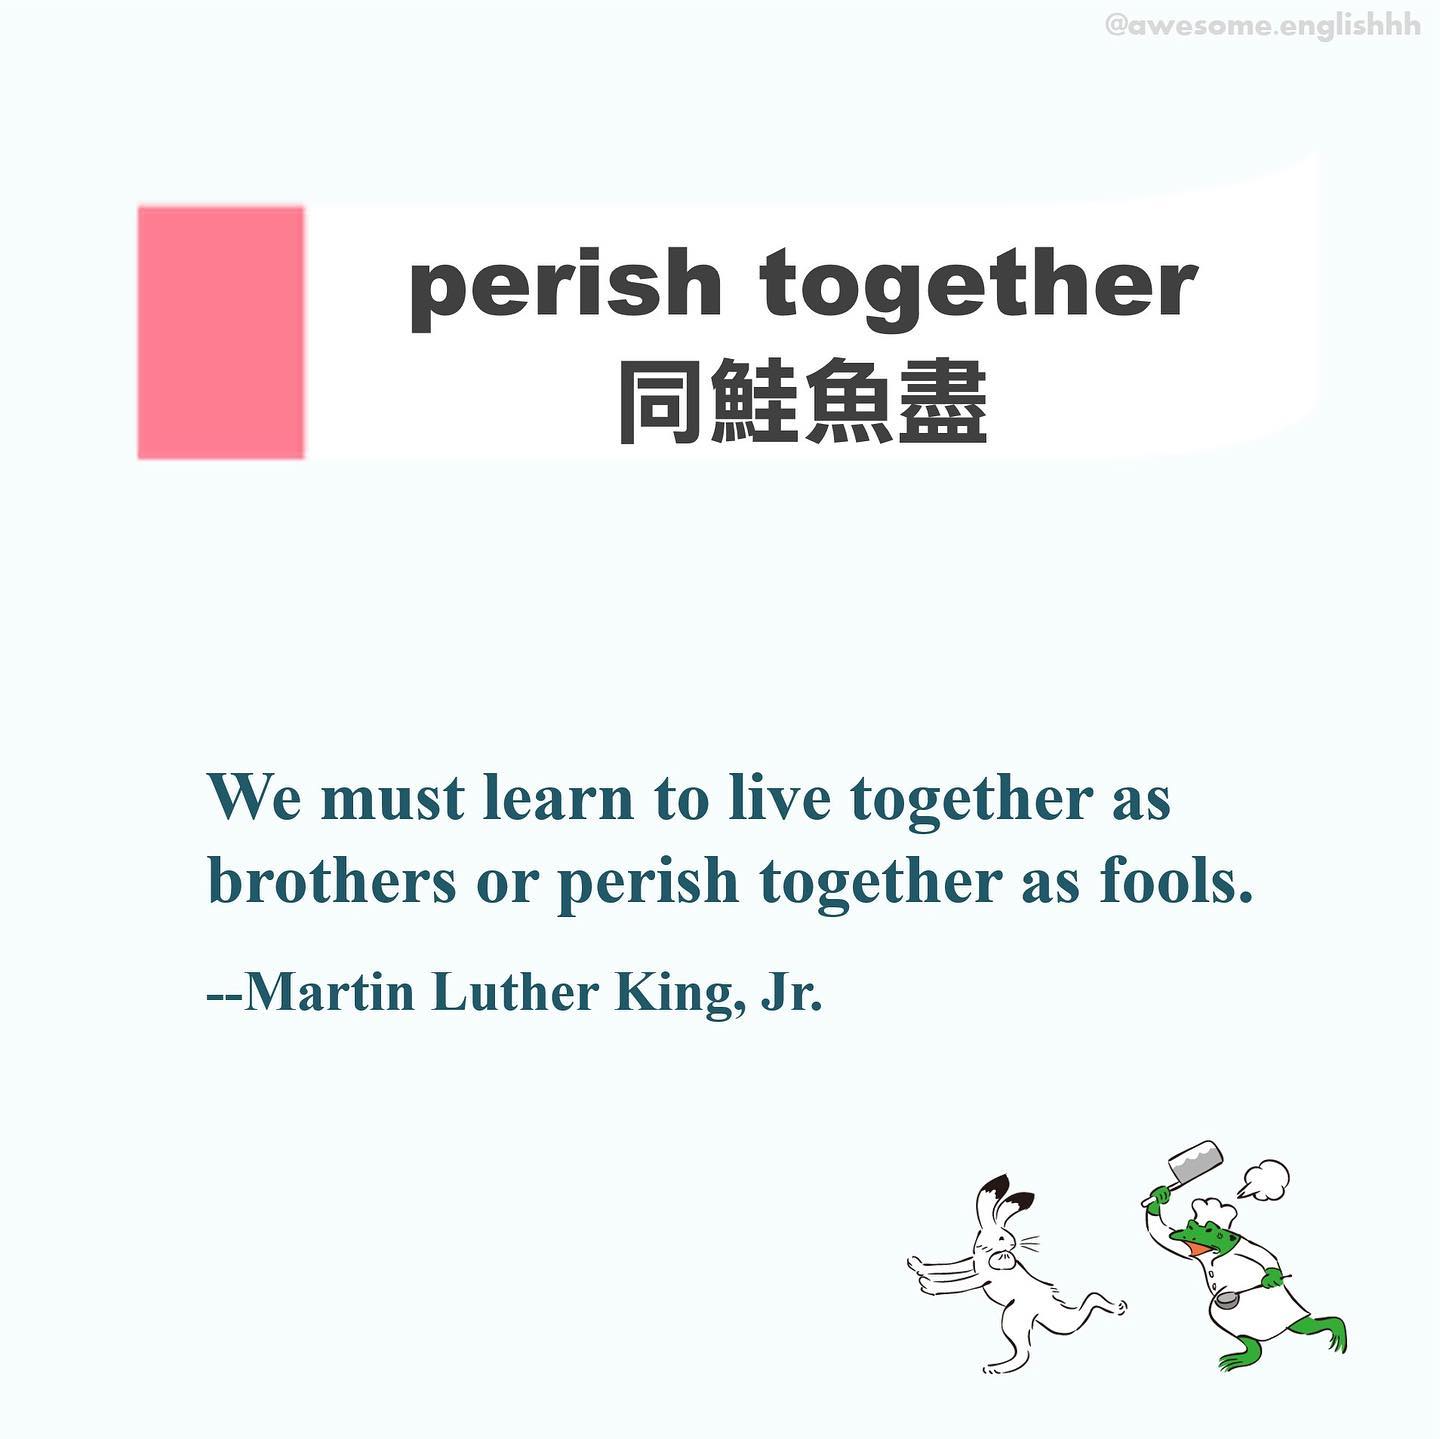 @awesome.englishhh
perish together
同鮭魚盡
We must learn to live together as
brothers or perish together as fools.
--Martin Luther King, Jr.